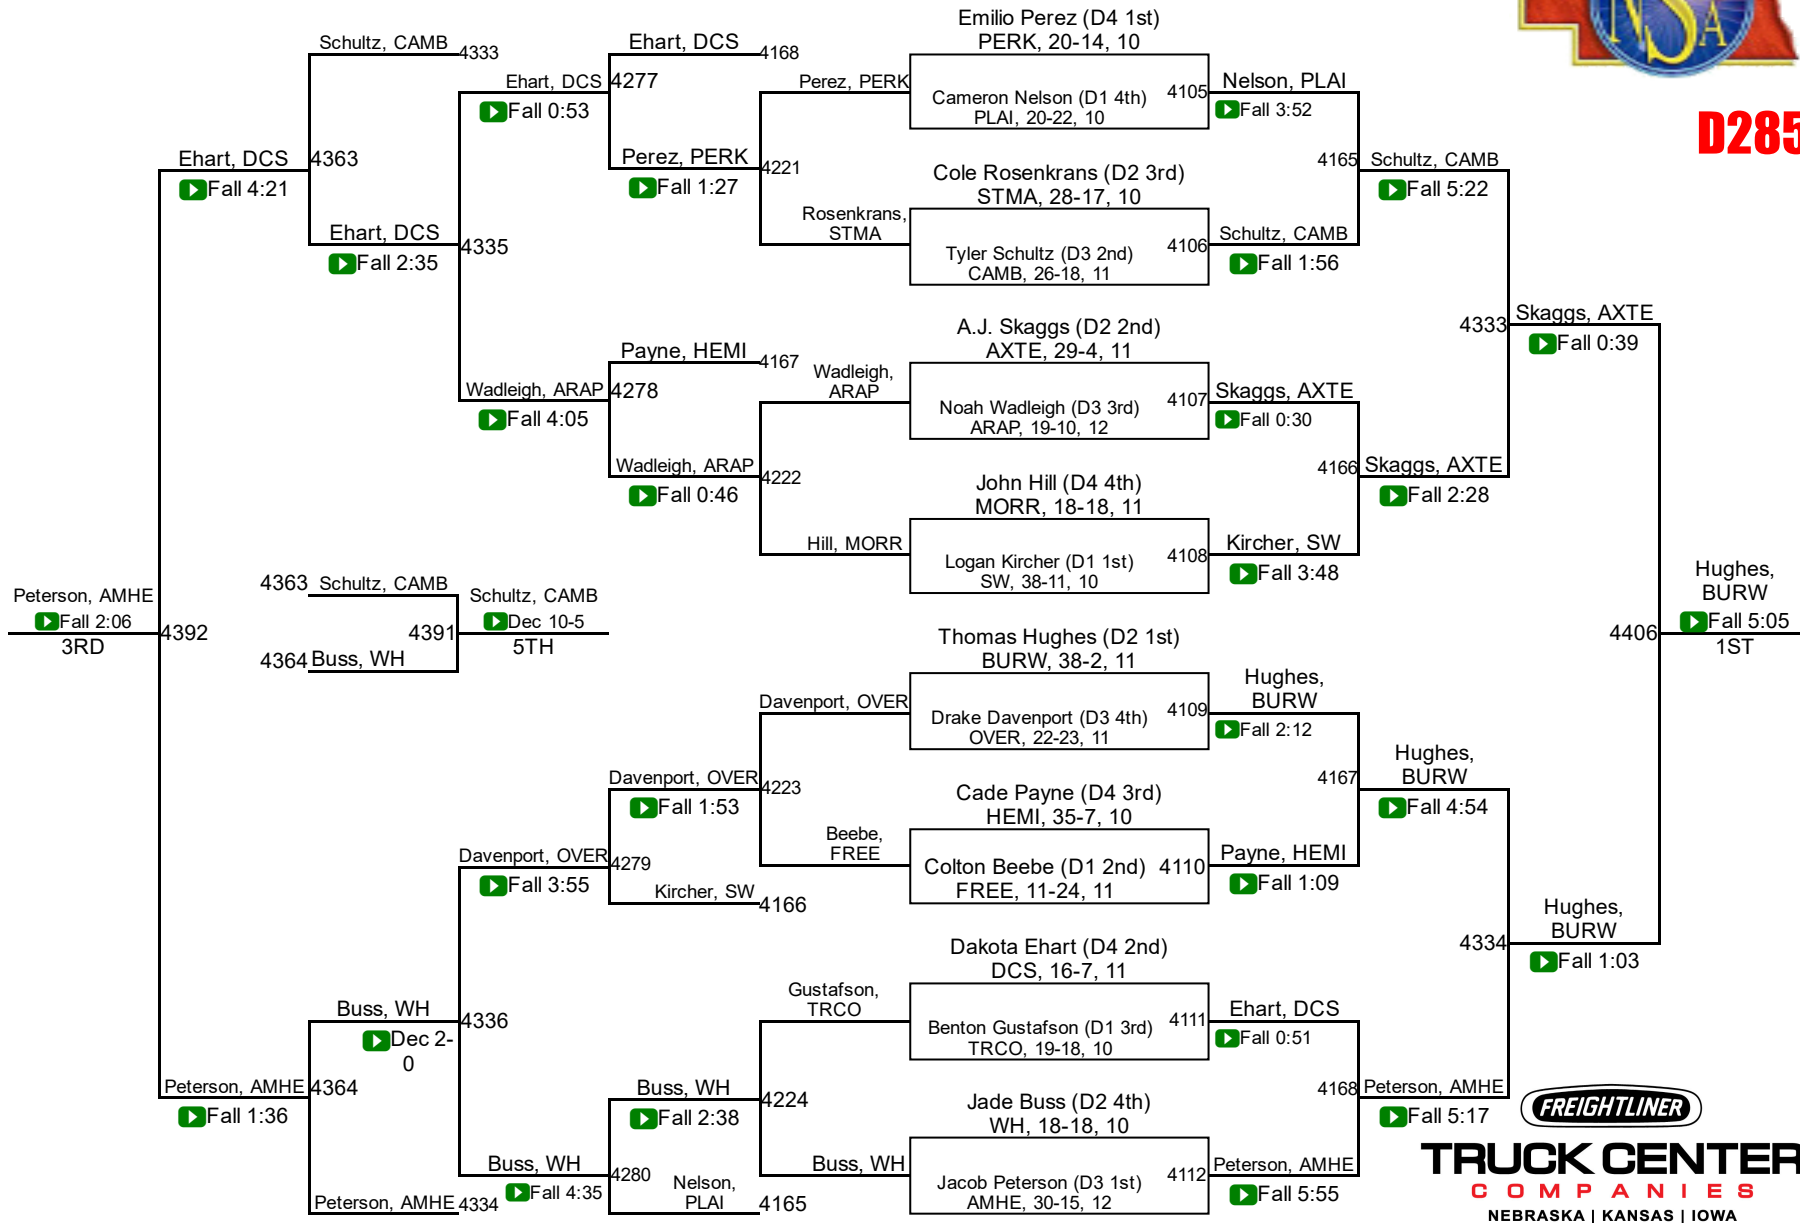 NSA
D285
Schultz, CAMB 4333
Ehart, DCS
Fall 4:21
4363
Ehart, DCS
Fall 2:35
4335
Ehart, DCS
Fall 0:53
4277
Ehart, DCS 4168
Perez, PERK
Fall 1:27
4221
Perez, PERK
Rosenkrans,
STMA
Emilio Perez (D4 1st)
PERK, 20-14, 10
Cameron Nelson (D1 4th) 4105
PLAI, 20-22, 10
Nelson, PLAI
Fall 3:52
Cole Rosenkrans (D2 3rd)
STMA, 28-17, 10
Tyler Schultz (D3 2nd) 4106
CAMB, 26-18, 11
Schultz, CAMB
Fall 1:56
4165 Schultz, CAMB
Fall 5:22
Wadleigh, ARAP
Fall 4:05
4278
Payne, HEMI 4167
Wadleigh, ARAP
Fall 0:46
4222
Wadleigh,
ARAP
Hill, MORR
A.J. Skaggs (D2 2nd)
AXTE, 29-4, 11
Noah Wadleigh (D3 3rd) 4107
ARAP, 19-10, 12
Skaggs, AXTE
Fall 0:30
John Hill (D4 4th)
MORR, 18-18, 11
Logan Kircher (D1 1st) 4108
SW, 38-11, 10
Kircher, SW
Fall 3:48
4166 Skaggs, AXTE
Fall 2:28
4333 Skaggs, AXTE
Fall 0:39
Peterson, AMHE
Fall 2:06
3RD
4392
4363 Schultz, CAMB
4364 Buss, WH
4391
Schultz, CAMB
Dec 10-5
5TH
4406
Hughes,
BURW
Fall 5:05
1ST
Thomas Hughes (D2 1st)
BURW, 38-2, 11
Davenport, OVER
Drake Davenport (D3 4th) 4109
OVER, 22-23, 11
Hughes,
BURW
Fall 2:12
Davenport, OVER
Fall 1:53
4223
Beebe,
FREE
Cade Payne (D4 3rd)
HEMI, 35-7, 10
Colton Beebe (D1 2nd) 4110
FREE, 11-24, 11
Payne, HEMI
Fall 1:09
4167
Hughes,
BURW
Fall 4:54
Davenport, OVER
Fall 3:55
4279
Kircher, SW 4166
4334
Hughes,
BURW
Fall 1:03
Dakota Ehart (D4 2nd)
DCS, 16-7, 11
Gustafson,
TRCO
Benton Gustafson (D1 3rd) 4111
TRCO, 19-18, 10
Ehart, DCS
Fall 0:51
Buss, WH
Dec 2-
0
4336
Peterson, AMHE
Fall 1:36
4364
Buss, WH
Fall 2:38
4224
Jade Buss (D2 4th)
WH, 18-18, 10
Jacob Peterson (D3 1st) 4112
AMHE, 30-15, 12
Peterson, AMHE
Fall 5:55
4168 Peterson, AMHE
Fall 5:17
Buss, WH
Buss, WH
Fall 4:35
4280
Nelson,
PLAI 4165
Peterson, AMHE 4334
FREIGHTLINER
TRUCK CENTER
COMPANIES
NEBRASKA | KANSAS | IOWA